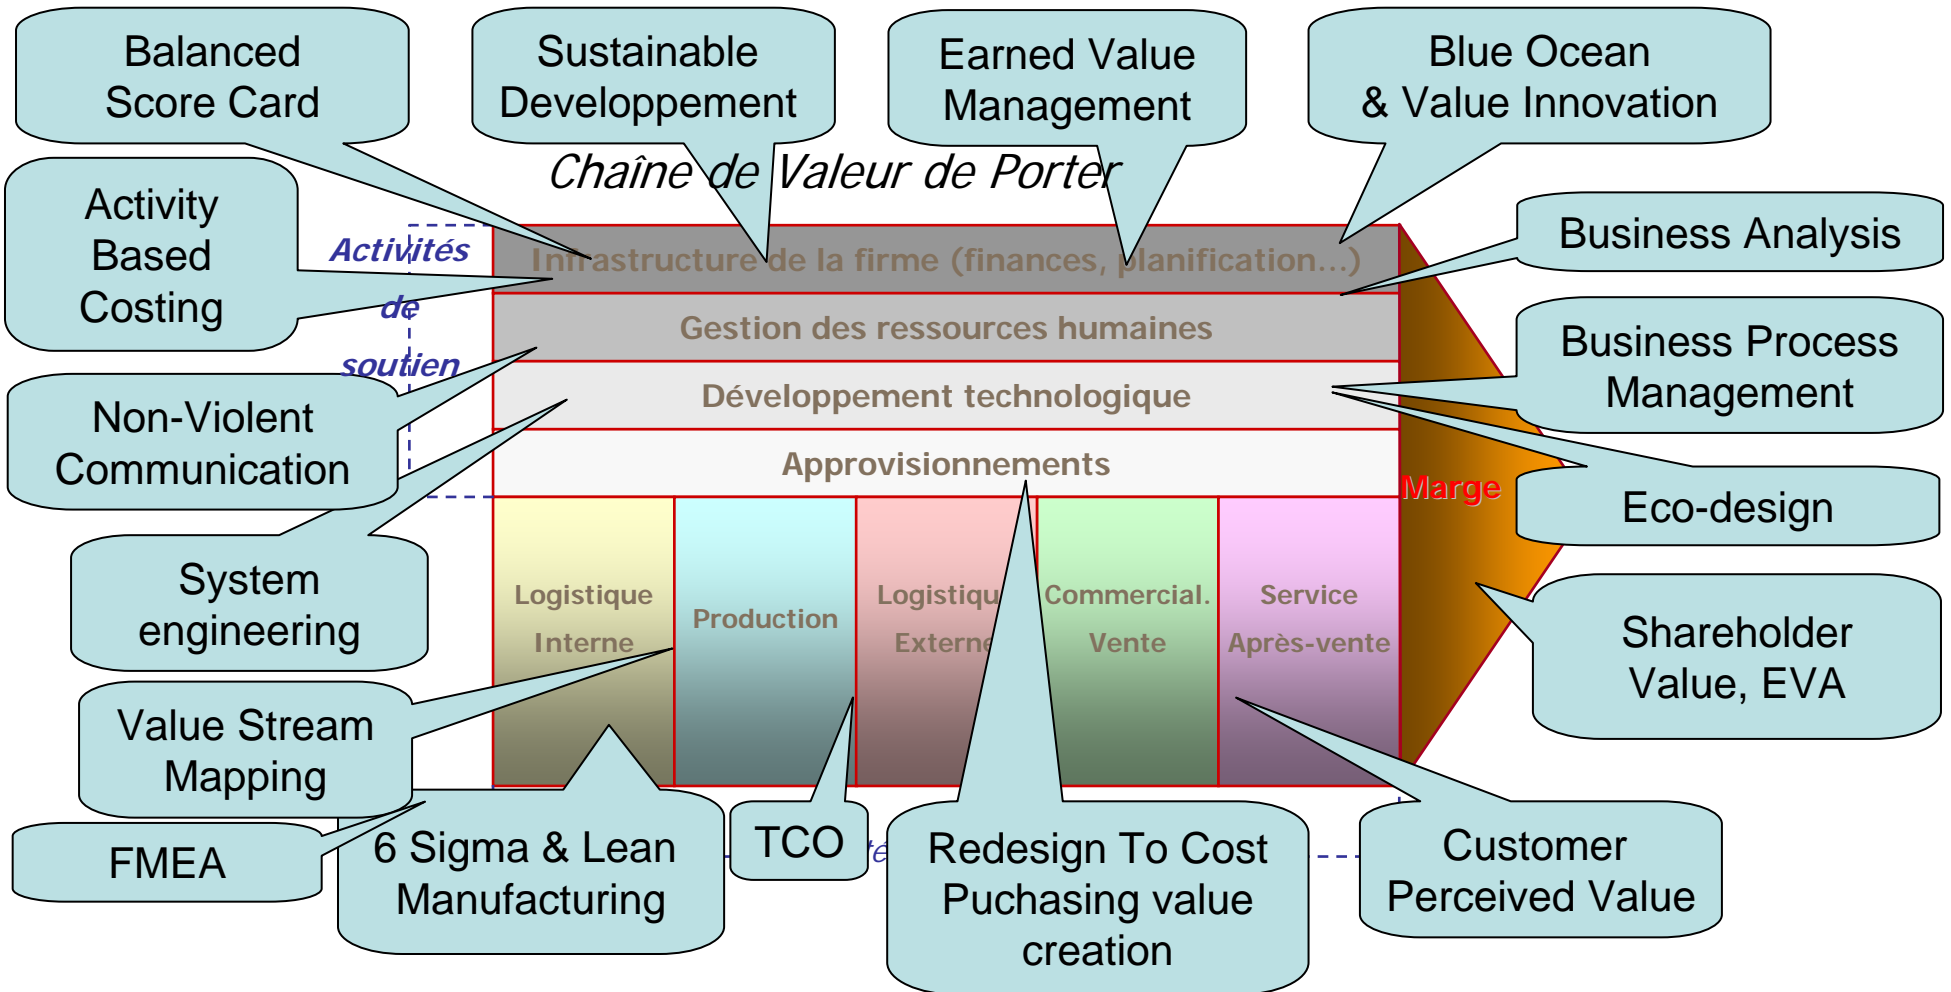 Balanced
Score Card
Sustainable
Developpement
Earned Value
Management
Blue Ocean
& Value Innovation
Chaîne de Valeur de Porter
Activity
Based
Costing
Activités
de
soutien
Infrastructure de la firme (finances, planification...)
Business Analysis
Gestion des ressources humaines
Business Process
Management
Développement technologique
Non-Violent
Communication
Approvisionnements
Marge
Eco-design
System
engineering
Logistique
Interne
Production
Logistique
Externe
Commercial.
Vente
Service
Après-vente
Shareholder
Value, EVA
Value Stream
Mapping
FMEA
6 Sigma & Lean
Manufacturing
TCO
Redesign To Cost
Puchasing value
creation
Customer
Perceived Value